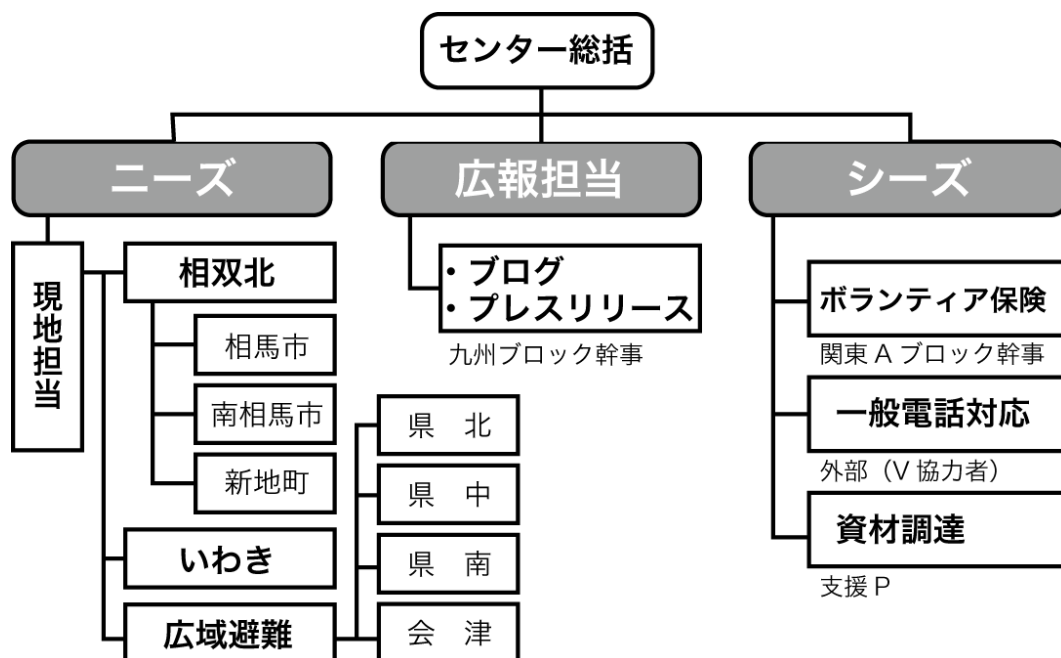 センター総括
ニーズ
広報担当
シーズ
現地担当
相双北
相馬市
南相馬市
新地町
いわき
広域避難
県　北
県　中
県　南
会　津
・ブログ
・プレスリリース
九州ブロック幹事
ボランティア保険
関東 A ブロック幹事
一般電話対応
外部（V 協力者）
資材調達
支援 P